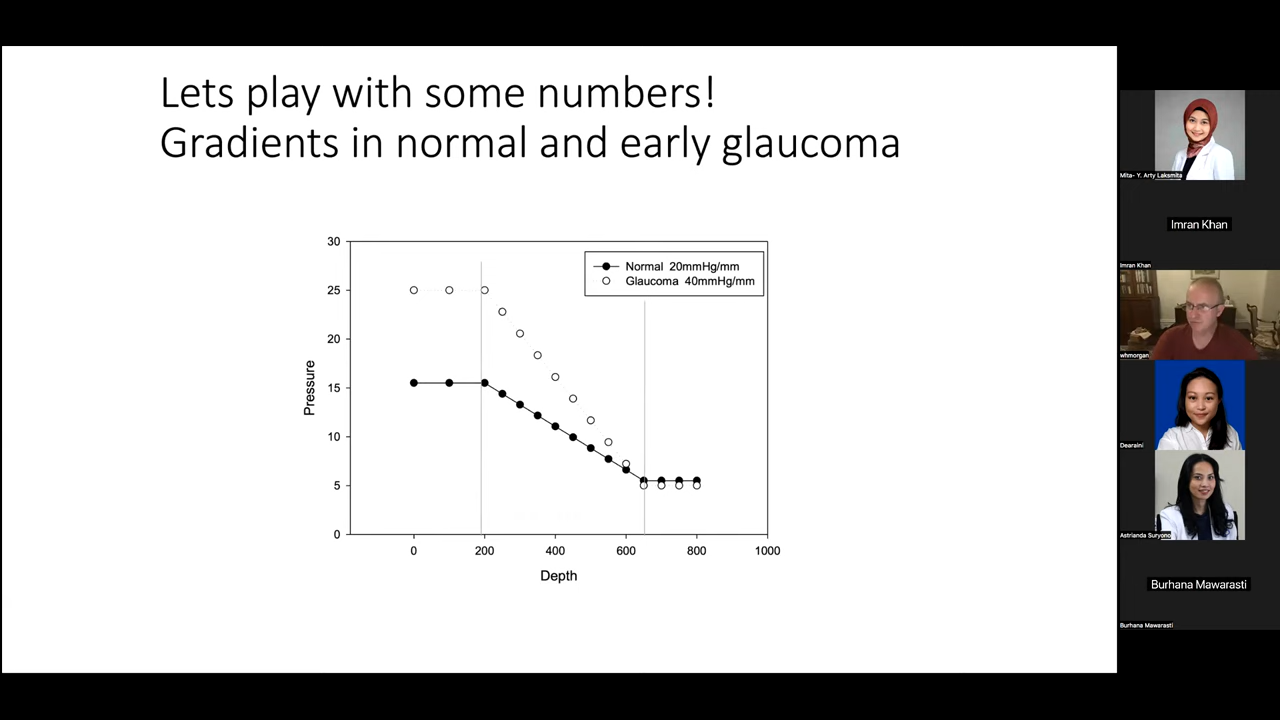 Lets play with some numbers!
Gradients in normal and early glaucoma
30
25
20
15
10
5
0
Pressure
Normal 20mmHg/mm
Glaucoma 40mmHg/mm
0 200 400 600 800 1000
Depth
Mita- Y. Arty Laksmita
Imran Khan
Imran Khan
whmorgan
Dearaini
Astrianda Suryono
Burhana Mawarasti
Burhana Mawarasti